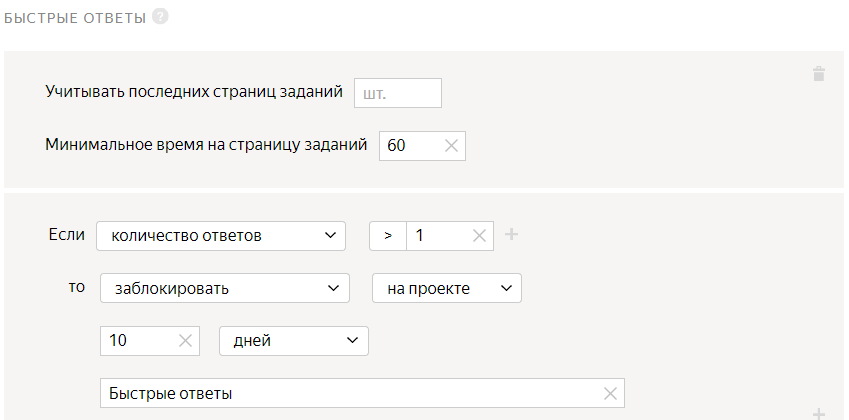 БЫСТРЫЕ ОТВЕТЫ ?
Учитывать последних страниц заданий шт.
Минимальное время на страницу заданий 60
Если количество ответов > 1
то заблокировать на проекте
10 дней
Быстрые ответы